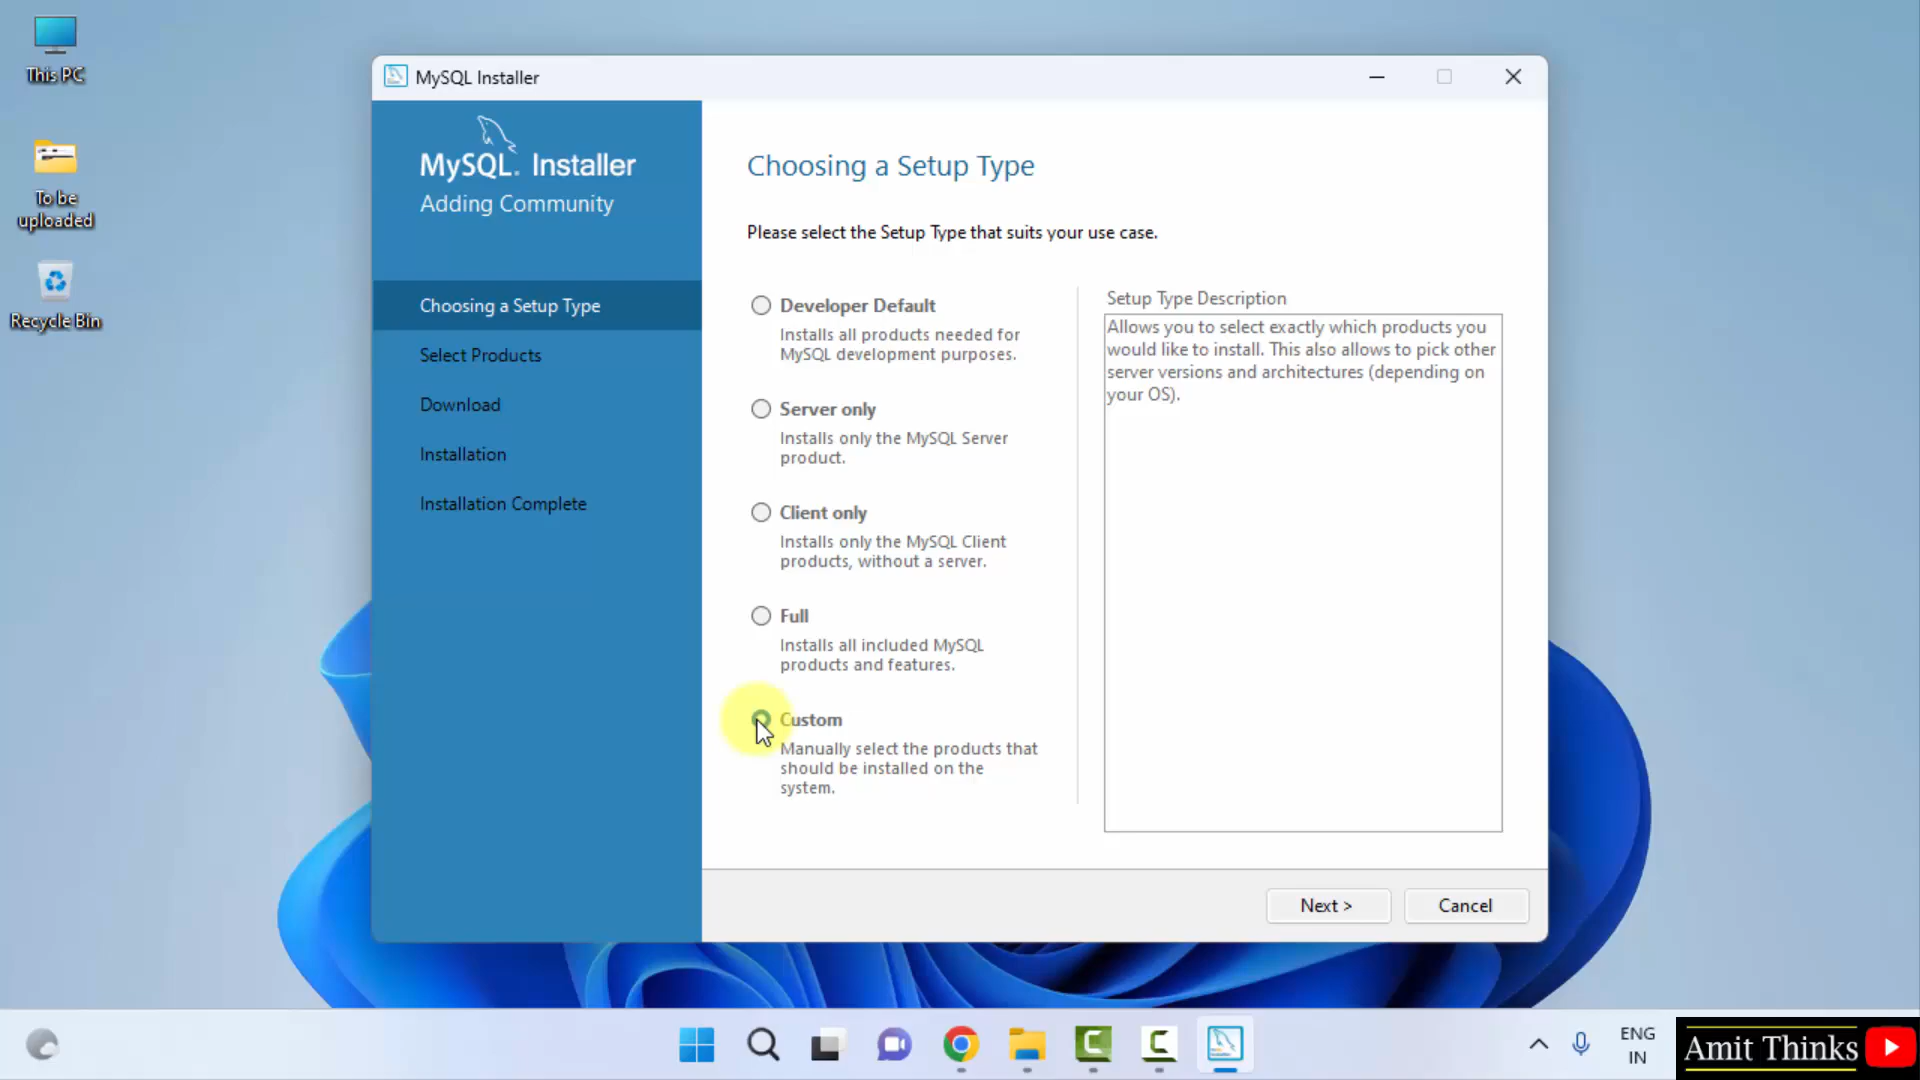 This PC
To be
uploaded
Recycle Bin
MySQL Installer
MySQL. Installer
Adding Community
Choosing a Setup Type
Select Products
Download
Installation
Installation Complete
Choosing a Setup Type
Please select the Setup Type that suits your use case.
Developer Default
Installs all products needed for
MySQL development purposes.
Server only
Installs only the MySQL Server
product.
Client only
Installs only the MySQL Client
products, without a server.
Full
Installs all included MySQL
products and features.
Custom
Manually select the products that
should be installed on the
system.
Setup Type Description
Allows you to select exactly which products you
would like to install. This also allows to pick other
server versions and architectures (depending on
your OS).
Next >
Cancel
ENG
IN
Amit Thinks